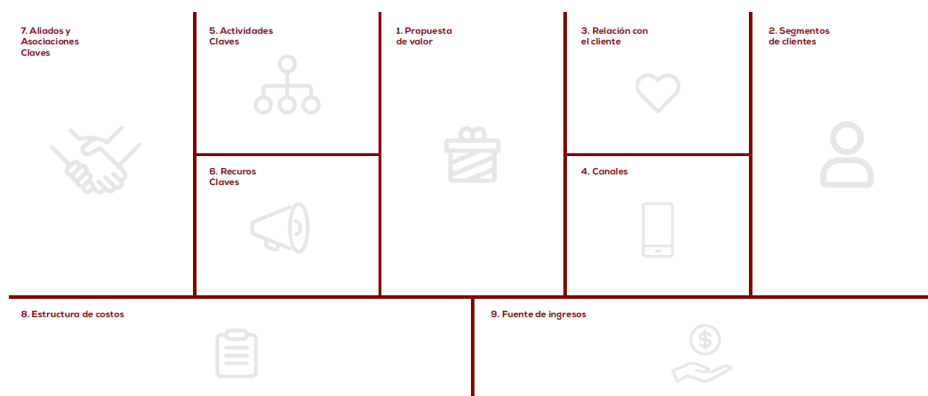 7. Aliados y
Asociaciones
Claves
5. Actividades
Claves
1. Propuesta
de valor
3. Relación con
el cliente
2. Segmentos
de clientes
6. Recuros
Claves
4. Canales
8. Estructura de costos
9. Fuente de ingresos
$